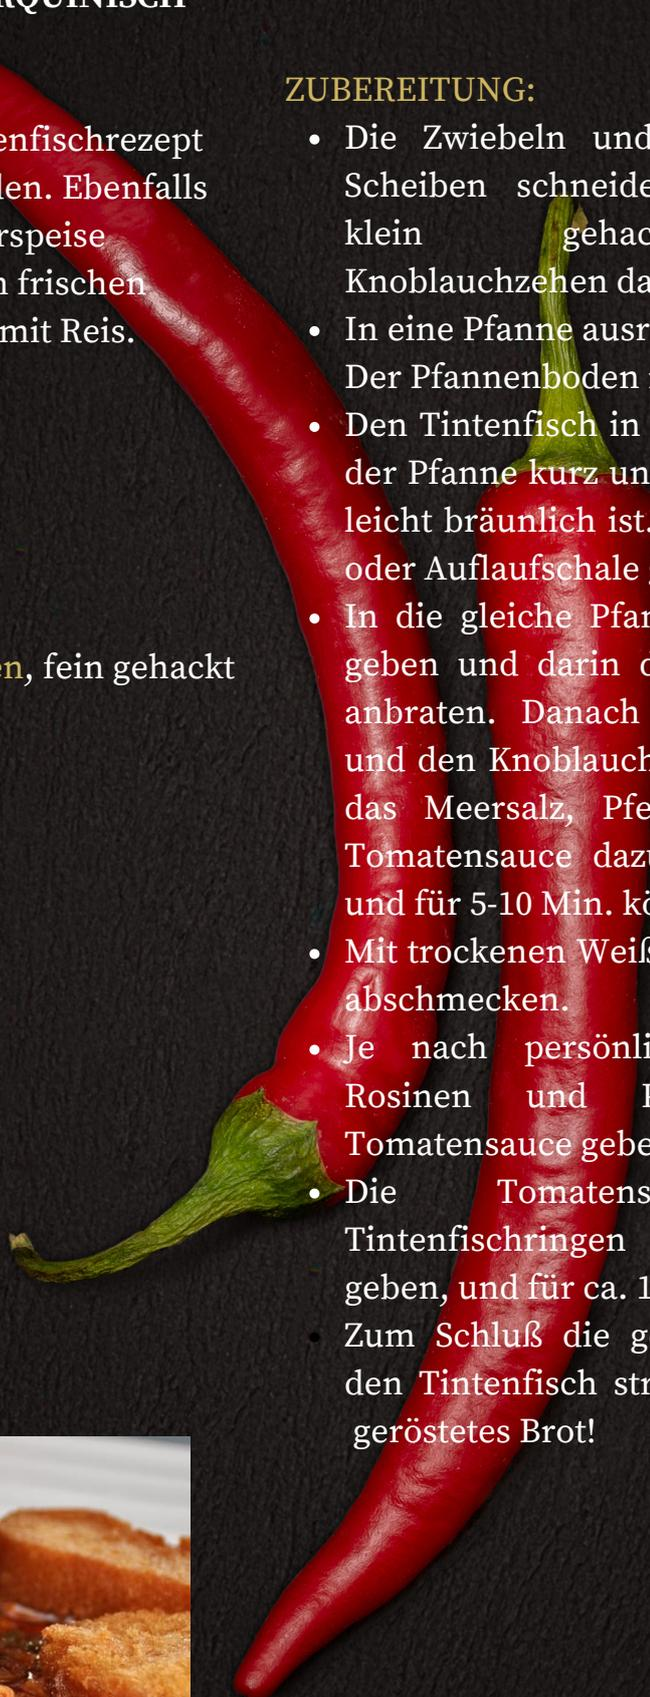 RQUINISCH
enfischrezept
len. Ebenfalls
rspeise
n frischen
mit Reis.
en, fein gehackt
ZUBEREITUNG:
• Die Zwiebeln und
Scheiben schneide
klein gehac
Knoblauchzehen da
• In eine Pfanne ausr
Der Pfannenboden
• Den Tintenfisch in
der Pfanne kurz un
leicht bräunlich ist.
oder Auflaufschale
• In die gleiche Pfan
geben und darin d
anbraten. Danach
und den Knoblauch
das Meersalz, Pfe
Tomatensauce dazu
und für 5-10 Min. kö
• Mit trockenen Weiß
abschmecken.
• Je nach persönli
Rosinen und
Tomatensauce gebe
• Die Tomatens
Tintenfischringen
geben, und für ca. 1
• Zum Schluß die g
den Tintenfisch str
geröstetes Brot!